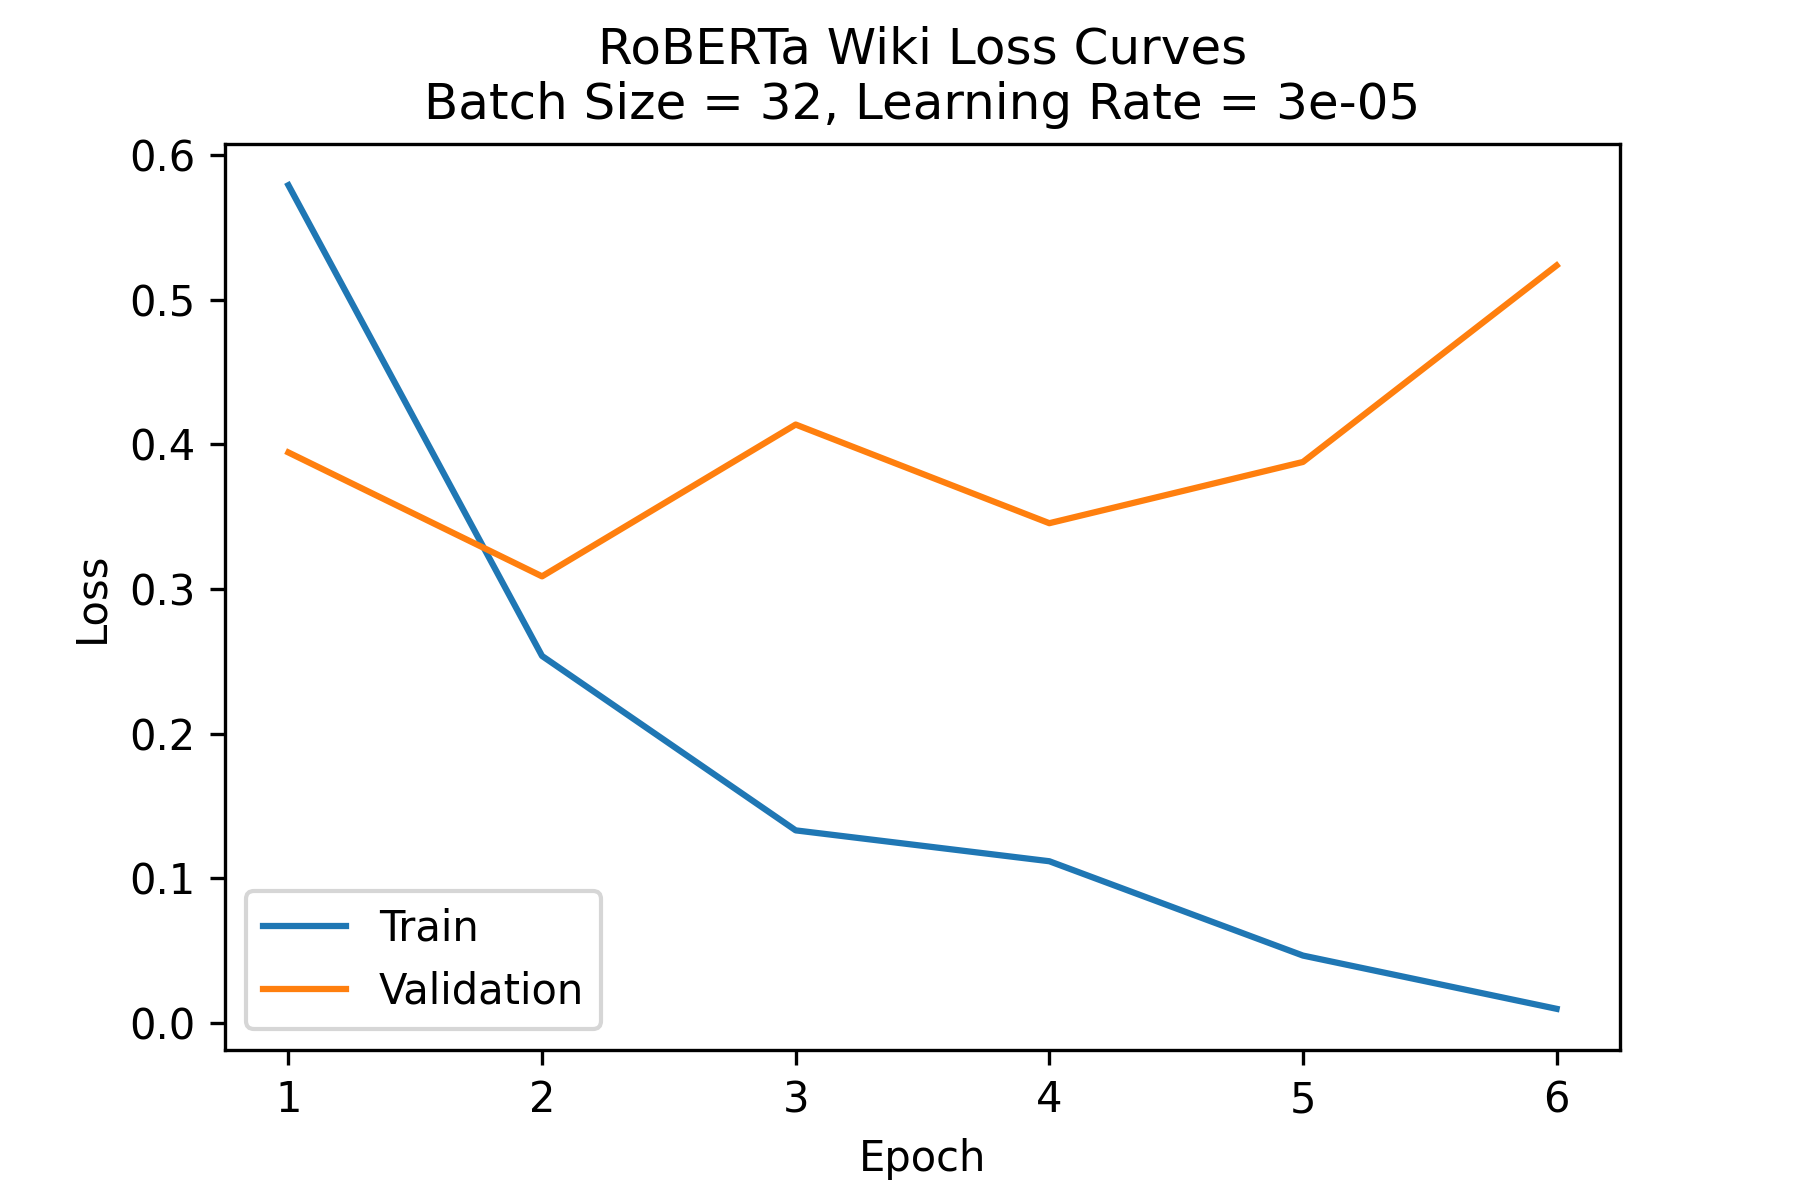 RoBERTa Wiki Loss Curves
Batch Size = 32, Learning Rate = 3e-05
0.6
0.5
0.4
0.3
0.2
0.1
0.0
Loss
Train
Validation
1 2 3 4 5 6
Epoch